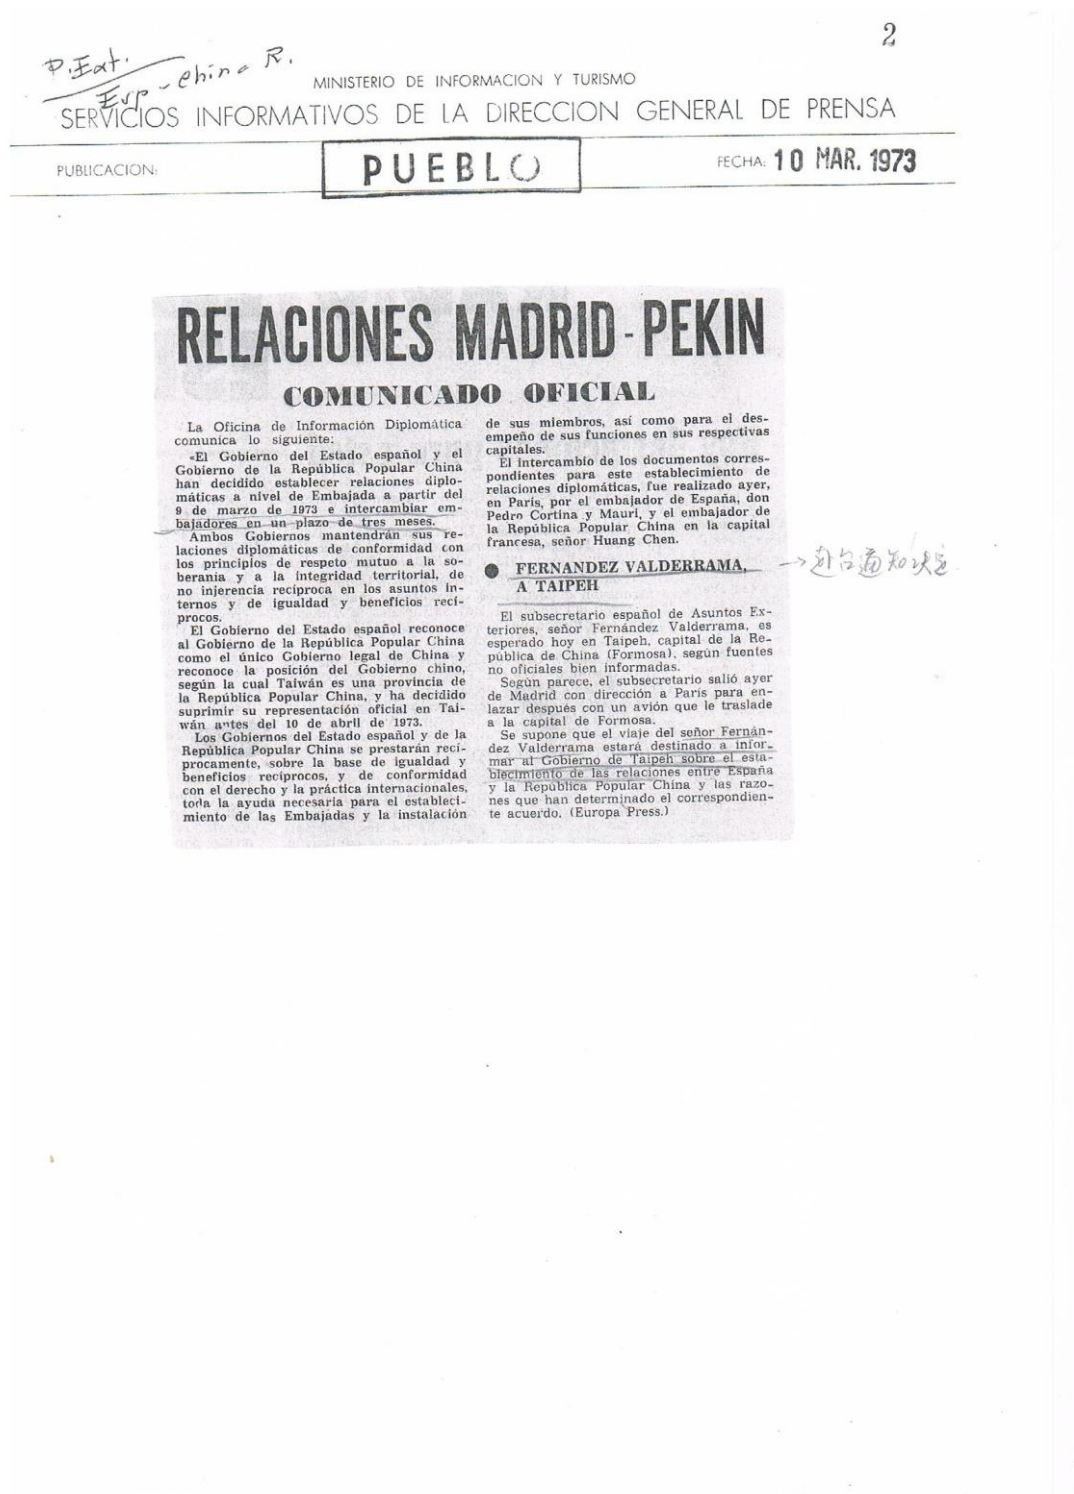 2
P. Ext.
Esp - China R.
MINISTERIO DE INFORMACION Y TURISMO
SERVICIOS INFORMATIVOS DE LA DIRECCION GENERAL DE PRENSA
PUBLICACION:
PUEBLO
FECHA: 10 MAR. 1973
RELACIONES MADRID - PEKIN
COMUNICADO OFICIAL
La Oficina de Información Diplomática
comunica lo siguiente:
«El Gobierno del Estado español y el
Gobierno de la República Popular China
han decidido establecer relaciones diplo-
máticas a nivel de Embajada a partir del
9 de marzo de 1973 e intercambiar em-
bajadores en un plazo de tres meses.
Ambos Gobiernos mantendrán sus re-
laciones diplomáticas de conformidad con
los principios de respeto mutuo a la so-
beranía y a la integridad territorial, de
no injerencia recíproca en los asuntos in-
ternos y de igualdad y beneficios recí-
procos.
El Gobierno del Estado español reconoce
al Gobierno de la República Popular China
como el único Gobierno legal de China y
reconoce la posición del Gobierno chino,
según la cual Taiwán es una provincia de
la República Popular China, y ha decidido
suprimir su representación oficial en Tai-
wán antes del 10 de abril de 1973.
Los Gobiernos del Estado español y de la
República Popular China se prestarán recí-
procamente, sobre la base de igualdad y
beneficios recíprocos, y de conformidad
con el derecho y la práctica internacionales,
toda la ayuda necesaria para el estableci-
miento de las Embajadas y la instalación
de sus miembros, así como para el des-
empeño de sus funciones en sus respectivas
capitales.
El intercambio de los documentos corres-
pondientes para este establecimiento de
relaciones diplomáticas, fue realizado ayer,
en París, por el embajador de España, don
Pedro Cortina y Mauri, y el embajador de
la República Popular China en la capital
francesa, señor Huang Chen.
● FERNANDEZ VALDERRAMA,
A TAIPEH
→赴台通知决定
El subsecretario español de Asuntos Ex-
teriores, señor Fernández Valderrama, es
esperado hoy en Taipeh, capital de la Re-
pública de China (Formosa), según fuentes
no oficiales bien informadas.
Según parece, el subsecretario salió ayer
de Madrid con dirección a París para en-
lazar después con un avión que le traslade
a la capital de Formosa.
Se supone que el viaje del señor Fernán-
dez Valderrama estará destinado a infor-
mar al Gobierno de Taipeh sobre el esta-
blecimiento de las relaciones entre España
y la República Popular China y las razo-
nes que han determinado el correspondien-
te acuerdo. (Europa Press.)